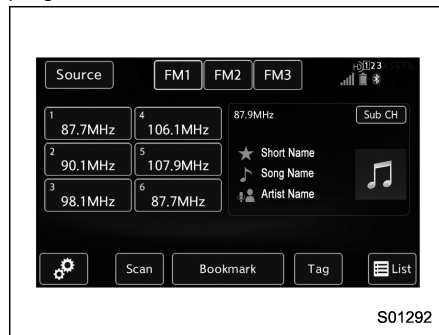 Source
FM1 FM2 FM3
12345678
1 87.7MHz
4 106.1MHz
2 90.1MHz
5 107.9MHz
3 98.1MHz
6 87.7MHz
87.9MHz
Sub CH
Short Name
Song Name
Artist Name
Scan
Bookmark
Tag
List
S01292